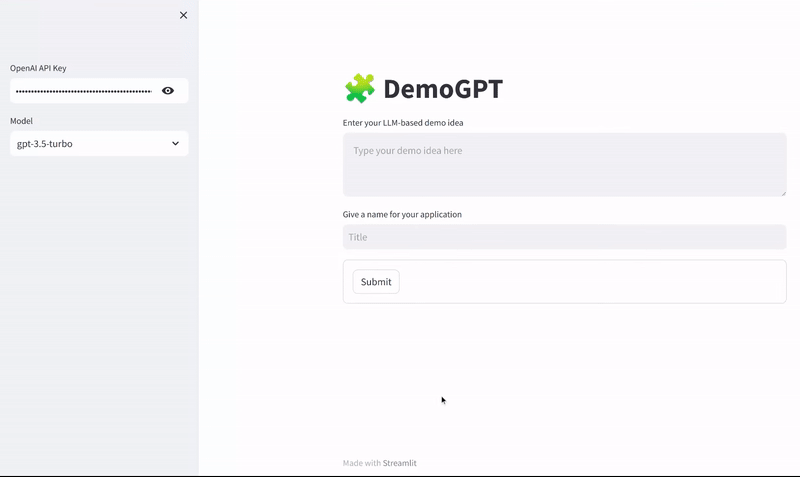 OpenAI API Key
••••••••••••••••••••••••••••••••••••••••••••••
Model
gpt-3.5-turbo
DemoGPT
Enter your LLM-based demo idea
Type your demo idea here
Give a name for your application
Title
Submit
Made with Streamlit